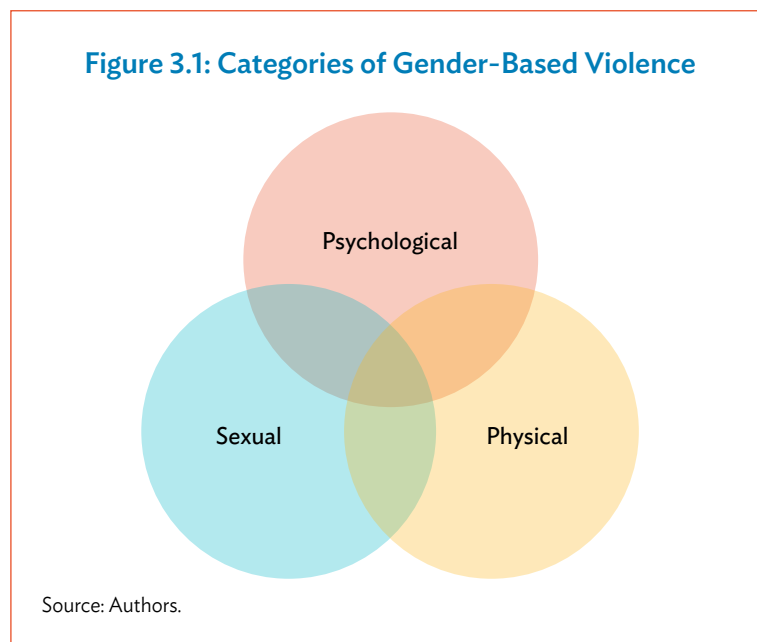 Figure 3.1: Categories of Gender-Based Violence
Psychological
Sexual
Physical
Source: Authors.